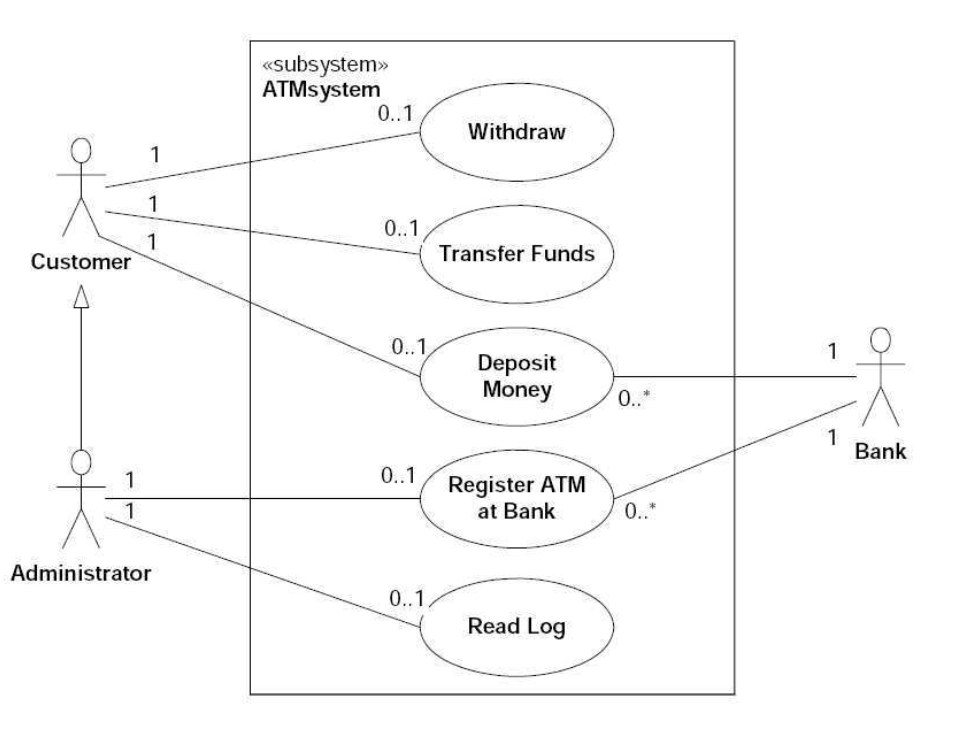 «subsystem»
ATMsystem
0..1
Withdraw
1
1
0..1
Transfer Funds
1
Customer
0..1
Deposit
Money
1
0..*
1
Bank
1
0..1
Register ATM
at Bank
1
0..*
Administrator
0..1
Read Log